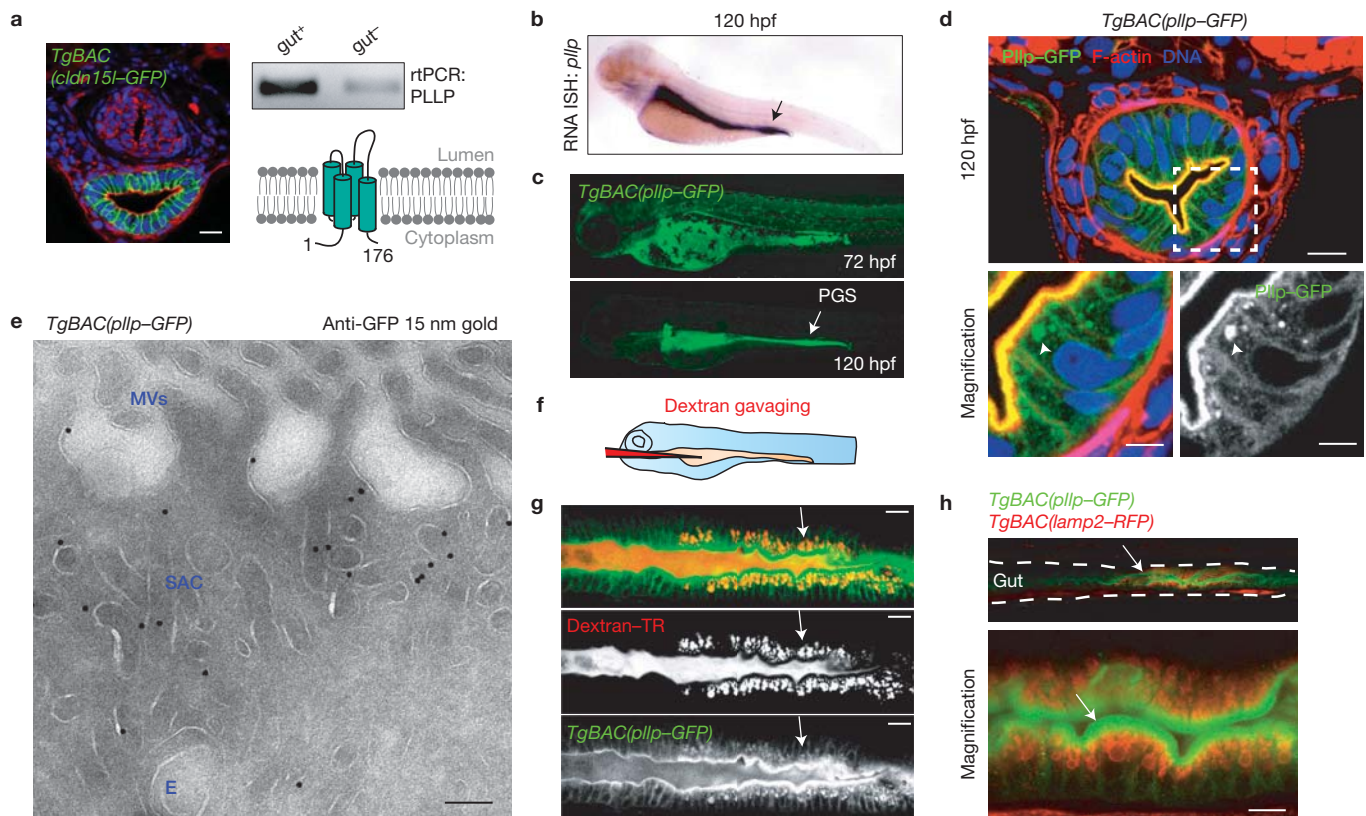 a
TgBAC
(cldn15l–GFP)
gut⁺
gut⁻
rtPCR:
PLLP
Lumen
Cytoplasm
1
176
b
120 hpf
RNA ISH: pllp
c
TgBAC(pllp–GFP)
72 hpf
PGS
120 hpf
d
TgBAC(pllp–GFP)
Pllp–GFP F-actin DNA
120 hpf
Magnification
Pllp–GFP
e
TgBAC(pllp–GFP)
Anti-GFP 15 nm gold
MVs
SAC
E
f
Dextran gavaging
g
Dextran–TR
TgBAC(pllp–GFP)
h
TgBAC(pllp–GFP)
TgBAC(lamp2–RFP)
Gut
Magnification